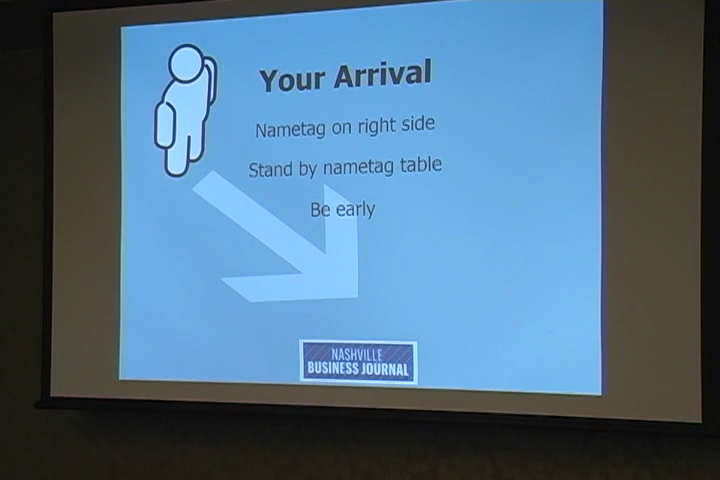 Your Arrival
Nametag on right side
Stand by nametag table
Be early
NASHVILLE
BUSINESS JOURNAL